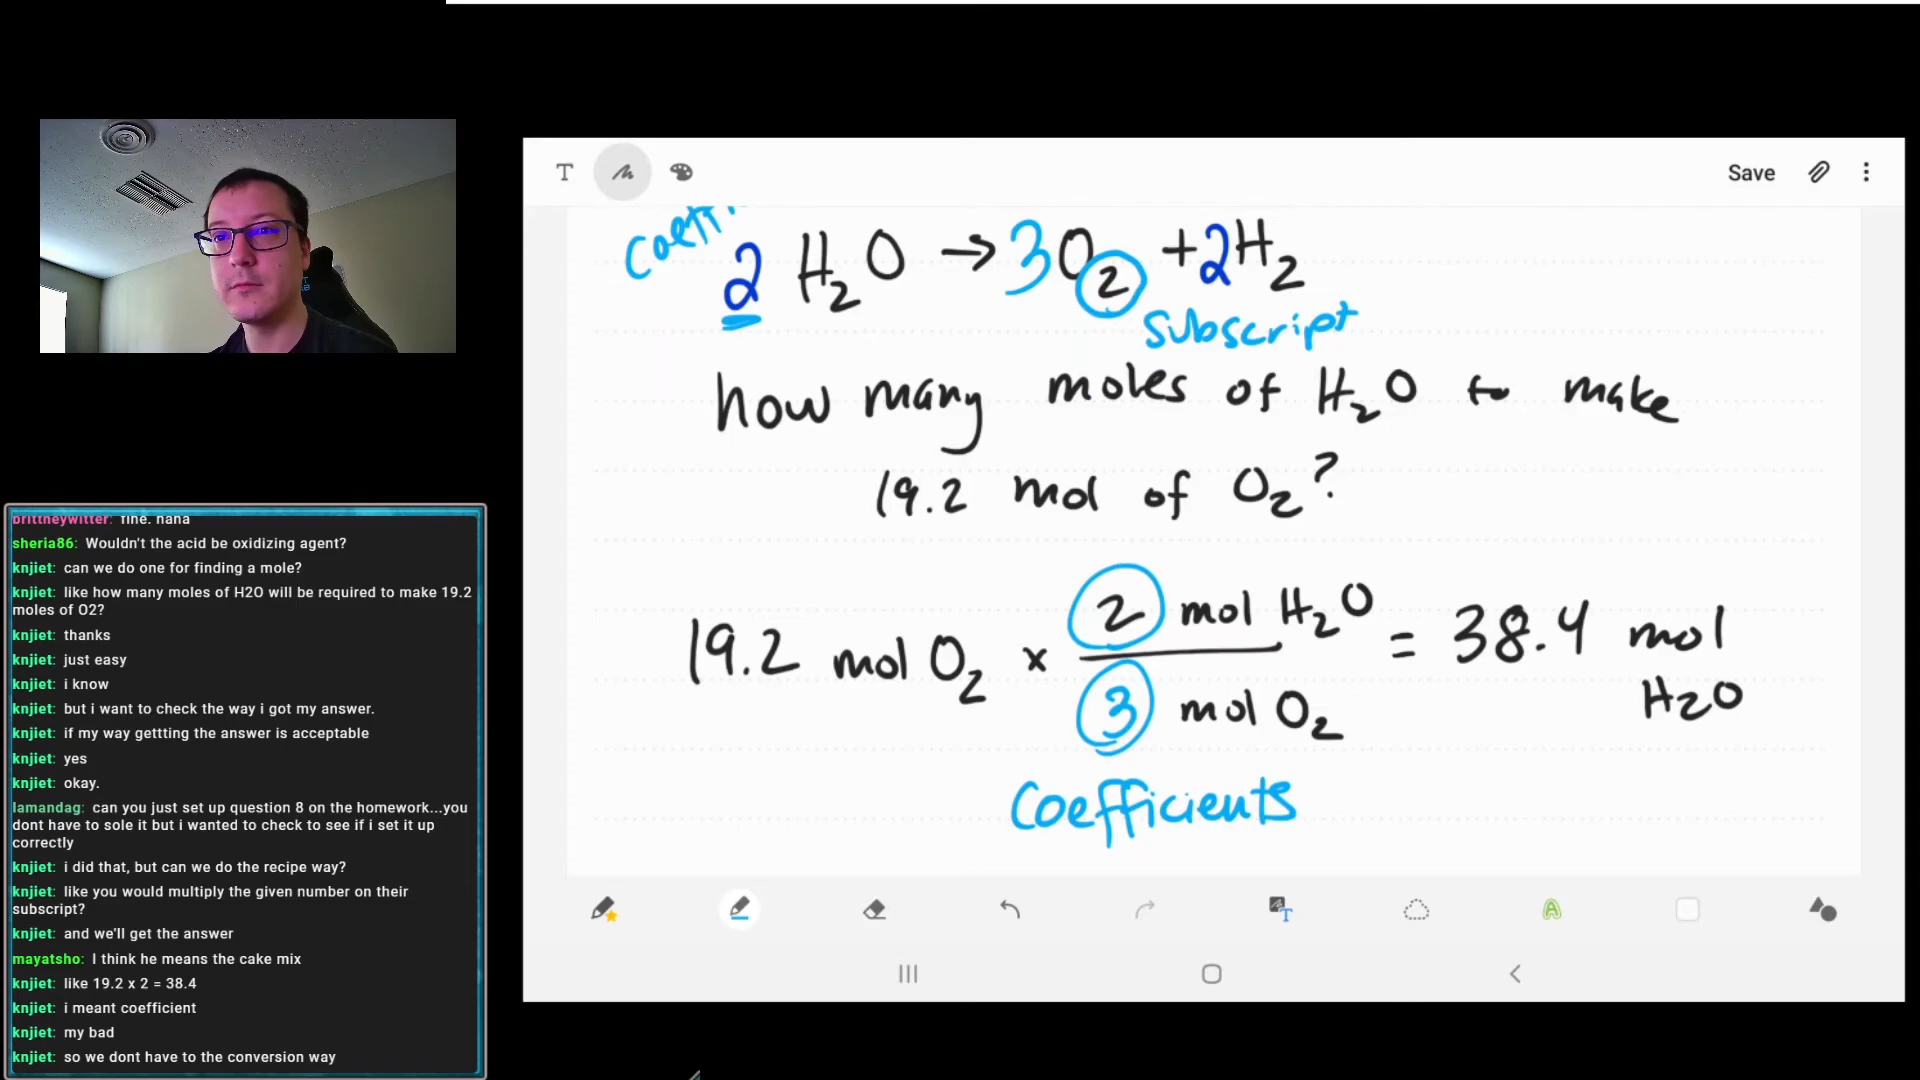 T
Save
Coeffi
2 H2O → 3O2 + 2H2
subscript
how many moles of H2O to make
19.2 mol of O2?
19.2 mol O2 x 2 mol H2O / 3 mol O2 = 38.4 mol H2O
Coefficients
brittneywitter: fine. haha
sheria86: Wouldn't the acid be oxidizing agent?
knjiet: can we do one for finding a mole?
knjiet: like how many moles of H2O will be required to make 19.2
moles of O2?
knjiet: thanks
knjiet: just easy
knjiet: i know
knjiet: but i want to check the way i got my answer.
knjiet: if my way gettting the answer is acceptable
knjiet: yes
knjiet: okay.
lamandag: can you just set up question 8 on the homework...you
dont have to sole it but i wanted to check to see if i set it up
correctly
knjiet: i did that, but can we do the recipe way?
knjiet: like you would multiply the given number on their
subscript?
knjiet: and we'll get the answer
mayatsho: I think he means the cake mix
knjiet: like 19.2 x 2 = 38.4
knjiet: i meant coefficient
knjiet: my bad
knjiet: so we dont have to the conversion way